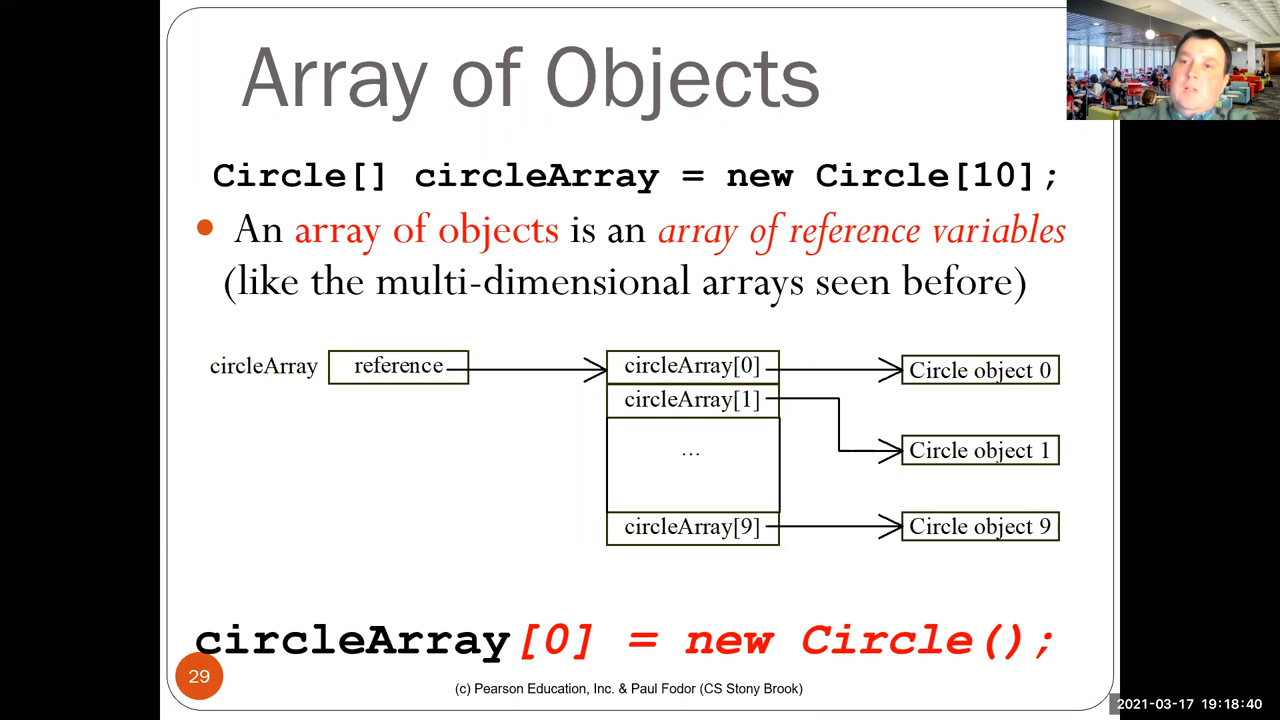 Array of Objects
Circle[] circleArray = new Circle[10];
• An array of objects is an array of reference variables
(like the multi-dimensional arrays seen before)
circleArray reference circleArray[0] Circle object 0
circleArray[1]
… Circle object 1
circleArray[9] Circle object 9
circleArray[0] = new Circle();
29
(c) Pearson Education, Inc. & Paul Fodor (CS Stony Brook)
2021-03-17 19:18:40